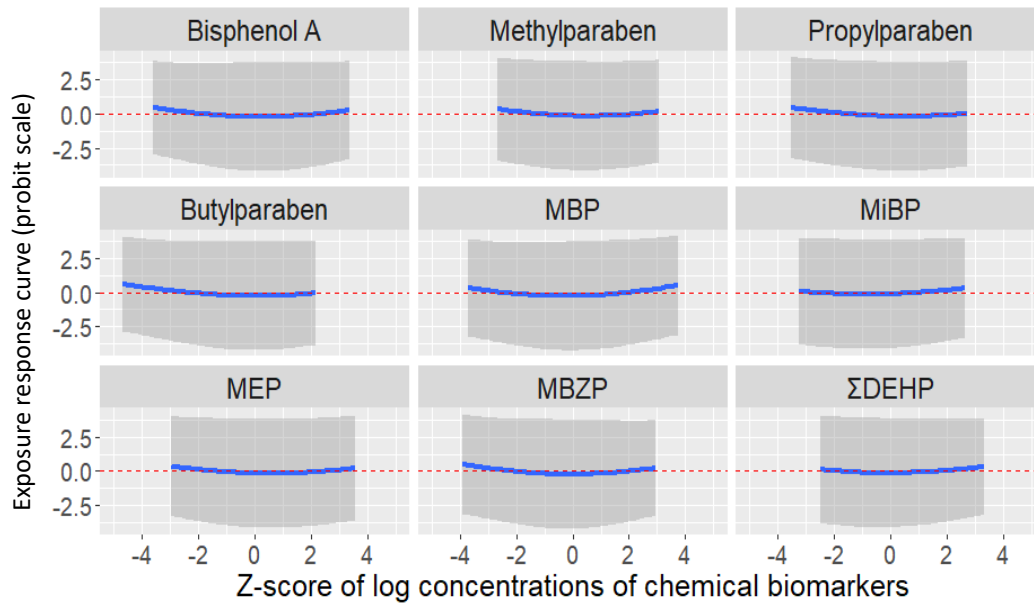 Bisphenol A Methylparaben Propylparaben
2.5
0.0
-2.5
Butylparaben MBP MiBP
2.5
0.0
-2.5
MEP MBZP ΣDEHP
2.5
0.0
-2.5
-4 -2 0 2 4 -4 -2 0 2 4 -4 -2 0 2 4
Z-score of log concentrations of chemical biomarkers
Exposure response curve (probit scale)